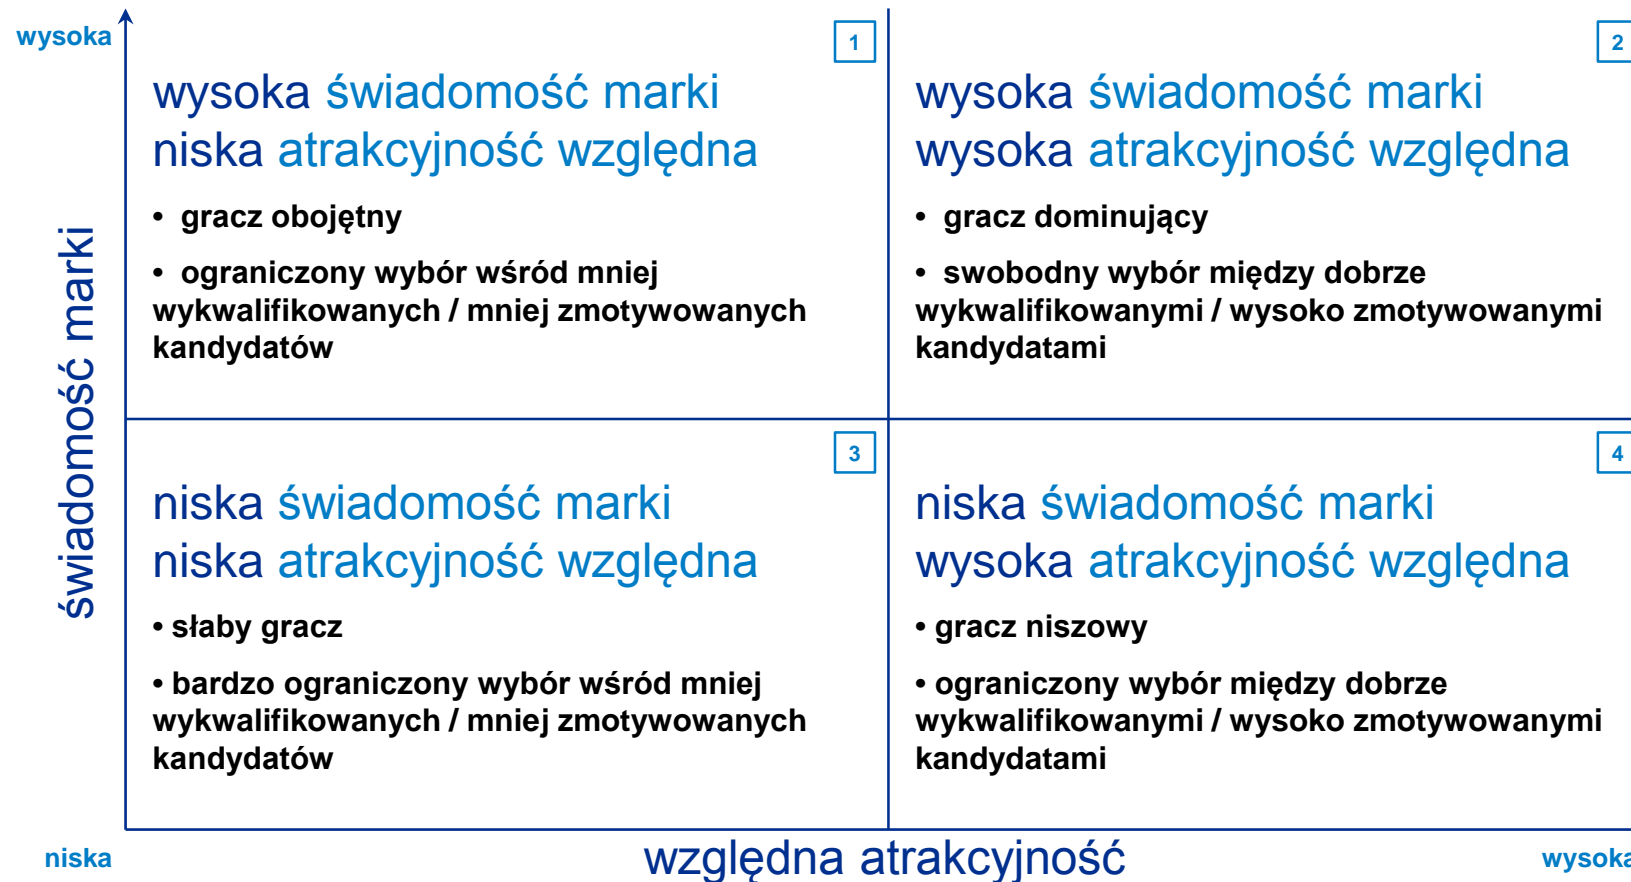 wysoka
1
wysoka świadomość marki
niska atrakcyjność względna
• gracz obojętny
• ograniczony wybór wśród mniej
wykwalifikowanych / mniej zmotywowanych
kandydatów
2
wysoka świadomość marki
wysoka atrakcyjność względna
• gracz dominujący
• swobodny wybór między dobrze
wykwalifikowanymi / wysoko zmotywowanymi
kandydatami
świadomość marki
3
niska świadomość marki
niska atrakcyjność względna
• słaby gracz
• bardzo ograniczony wybór wśród mniej
wykwalifikowanych / mniej zmotywowanych
kandydatów
4
niska świadomość marki
wysoka atrakcyjność względna
• gracz niszowy
• ograniczony wybór między dobrze
wykwalifikowanymi / wysoko zmotywowanymi
kandydatami
niska
względna atrakcyjność
wysoka